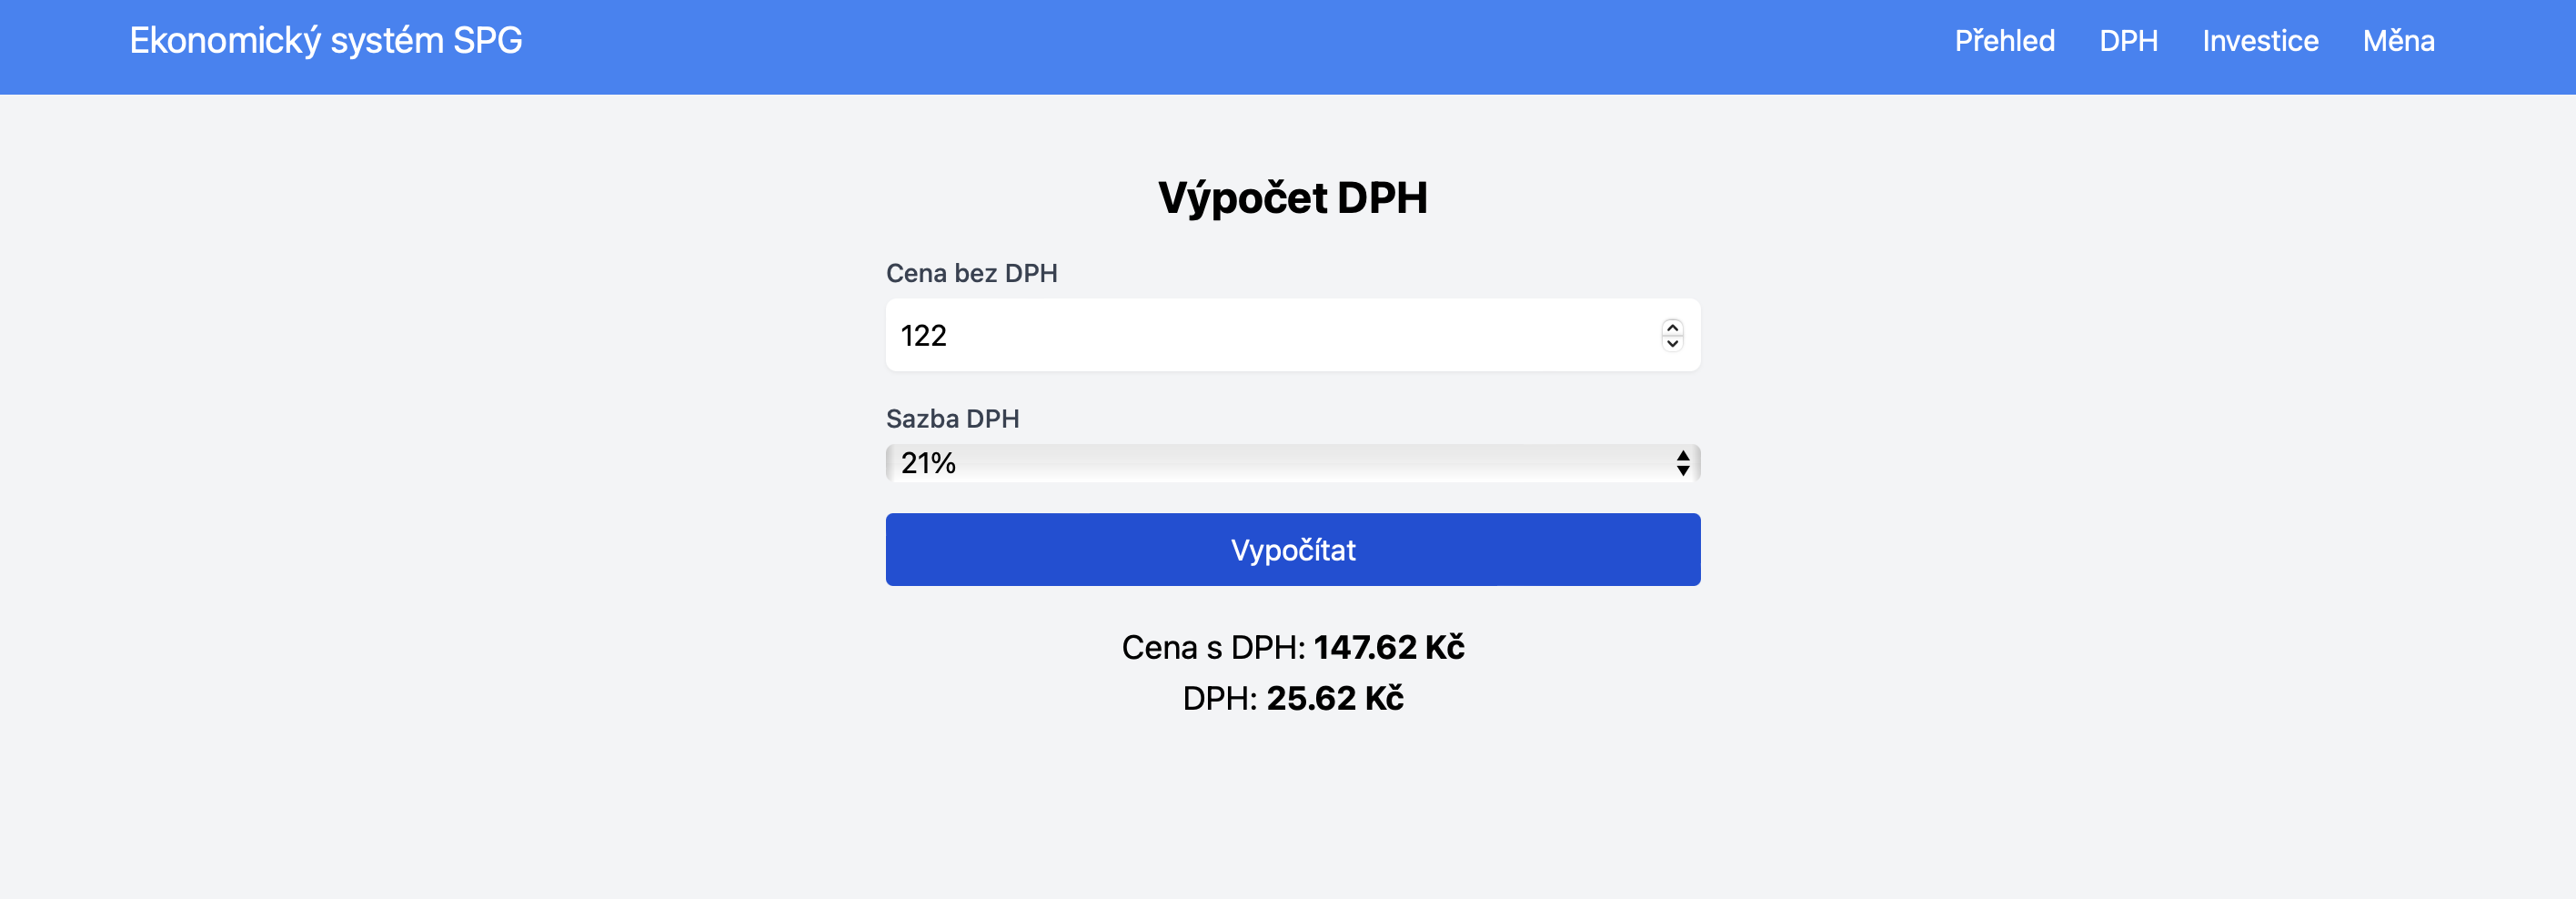 Ekonomický systém SPG
Přehled DPH Investice Měna
Výpočet DPH
Cena bez DPH
122
Sazba DPH
21%
Vypočítat
Cena s DPH: 147.62 Kč
DPH: 25.62 Kč